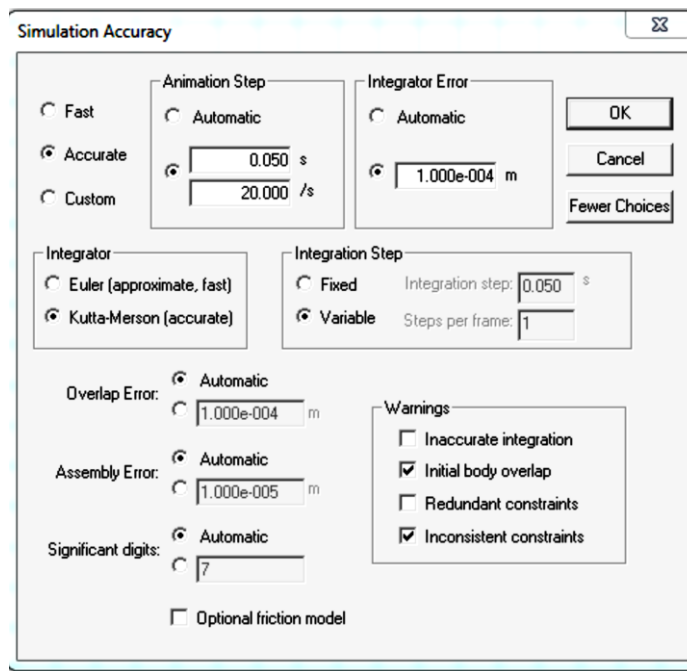 Simulation Accuracy
Fast
Accurate
Custom
Animation Step
Automatic
0.050 s
20.000 /s
Integrator Error
Automatic
1.000e-004 m
OK
Cancel
Fewer Choices
Integrator
Euler (approximate, fast)
Kutta-Merson (accurate)
Integration Step
Fixed
Integration step: 0.050 s
Variable
Steps per frame: 1
Overlap Error:
Automatic
1.000e-004 m
Assembly Error:
Automatic
1.000e-005 m
Significant digits:
Automatic
7
Warnings
Inaccurate integration
Initial body overlap
Redundant constraints
Inconsistent constraints
Optional friction model